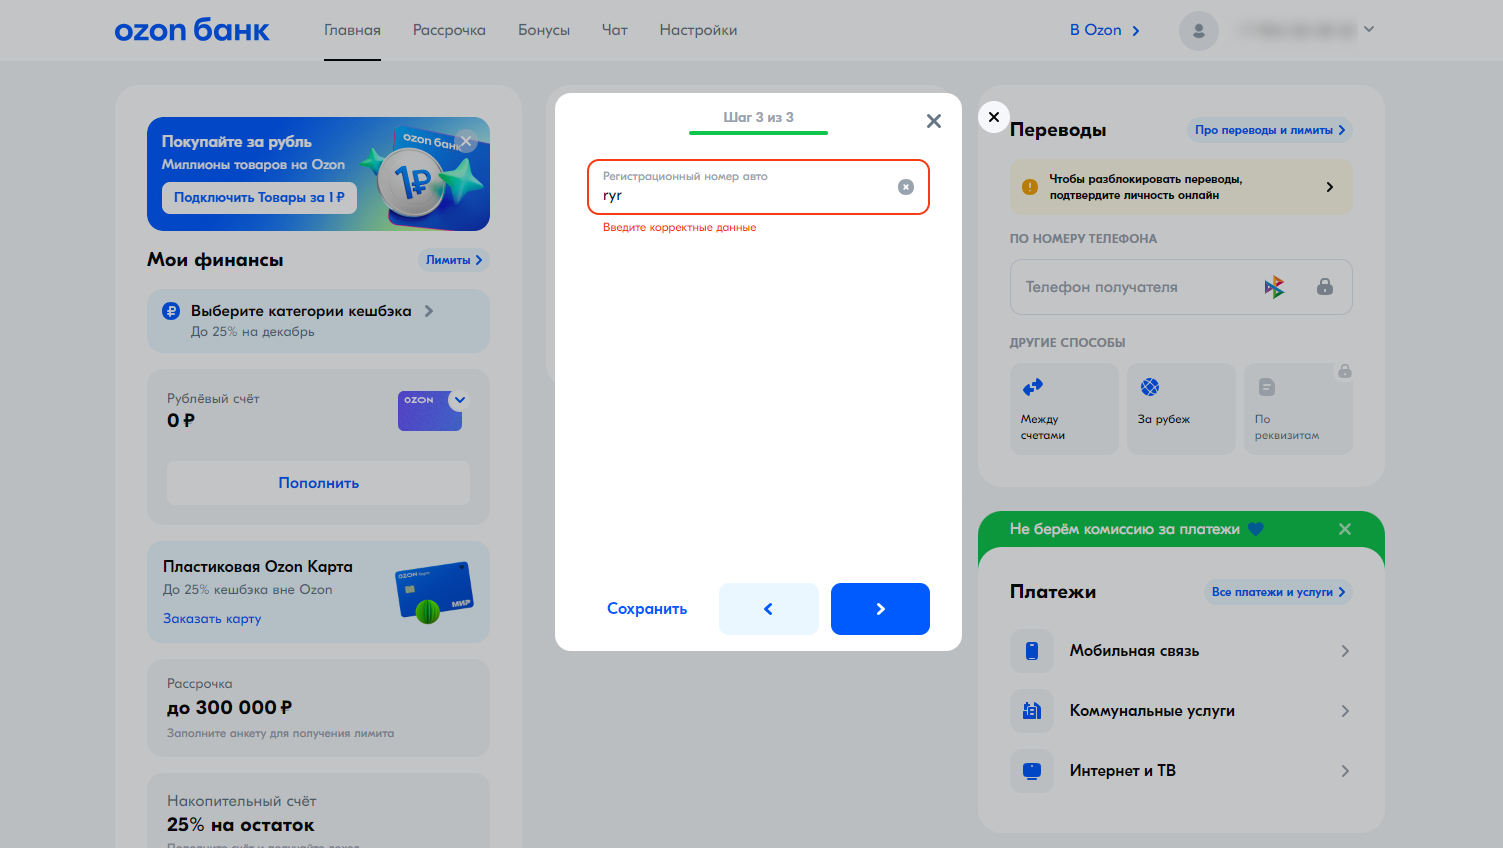 ozon банк
Главная
Рассрочка
Бонусы
Чат
Настройки
В Ozon
Покупайте за рубль
Миллионы товаров на Ozon
Подключить Товары за 1 ₽
ozon банк
1₽
Мои финансы
Лимиты
Выберите категории кешбэка
До 25% на декабрь
Рублёвый счёт
0 ₽
OZON
Пополнить
Пластиковая Ozon Карта
До 25% кешбэка вне Ozon
Заказать карту
OZON
МИР
Рассрочка
до 300 000 ₽
Заполните анкету для получения лимита
Накопительный счёт
25% на остаток
Шаг 3 из 3
Регистрационный номер авто
ryr
Введите корректные данные
Сохранить
Переводы
Про переводы и лимиты
Чтобы разблокировать переводы,
подтвердите личность онлайн
ПО НОМЕРУ ТЕЛЕФОНА
Телефон получателя
ДРУГИЕ СПОСОБЫ
Между
счетами
За рубеж
По
реквизитам
Не берём комиссию за платежи
Платежи
Все платежи и услуги
Мобильная связь
Коммунальные услуги
Интернет и ТВ